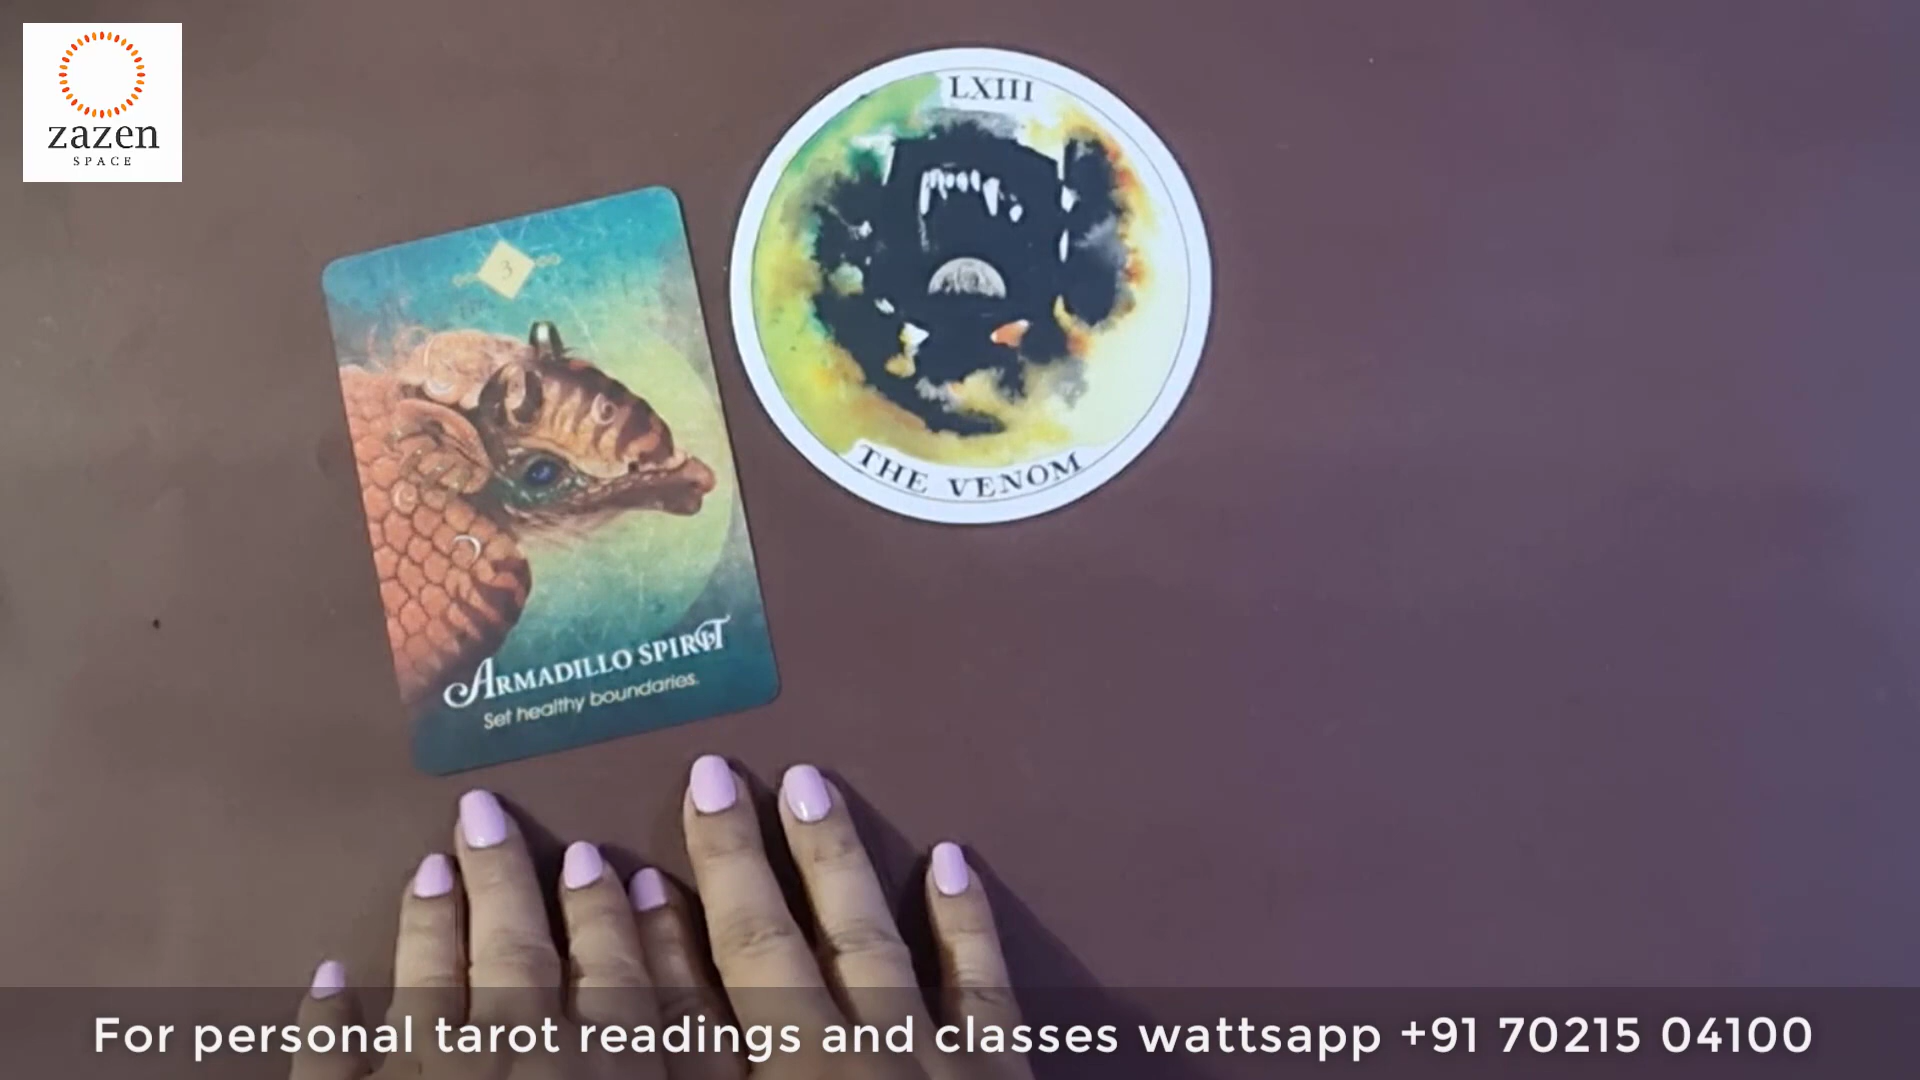 zazen
SPACE
LXIII
THE VENOM
3
ARMADILLO SPIRIT
Set healthy boundaries.
For personal tarot readings and classes wattsapp +91 70215 04100